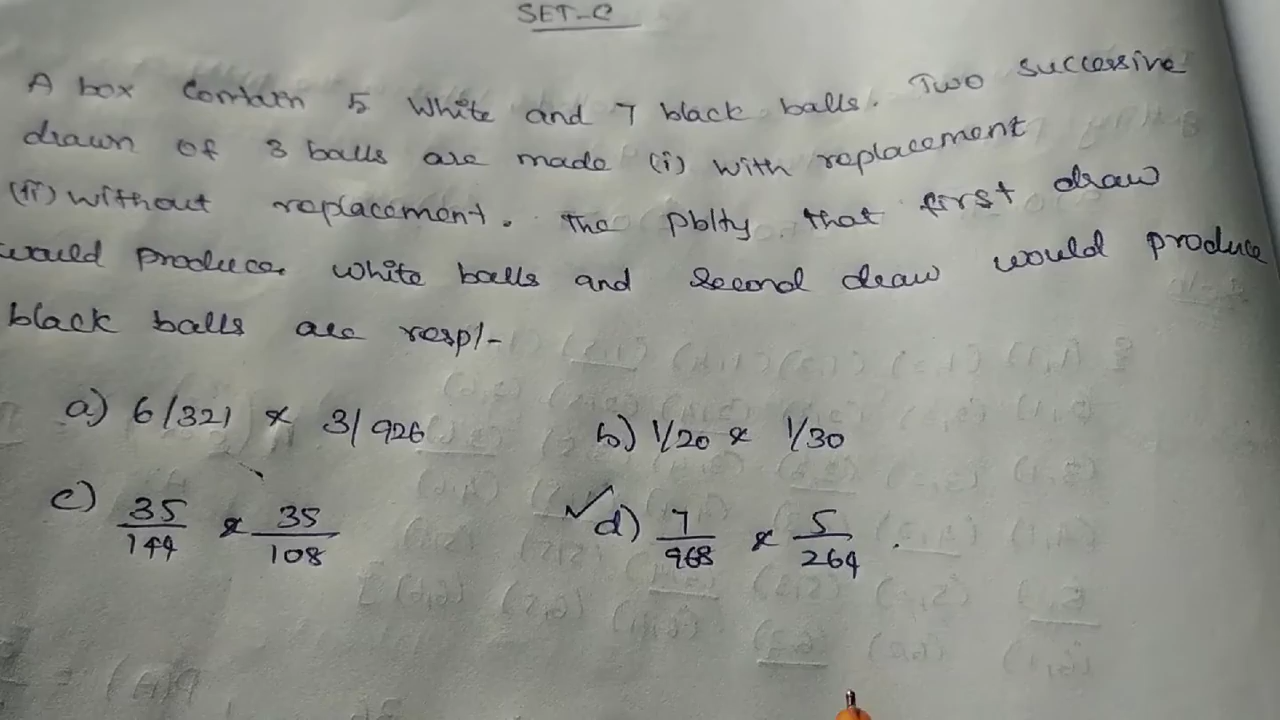 SET-C
A box contain 5 white and 7 black balls. Two successive
drawn of 3 balls are made (i) with replacement
(ii) without replacement. The pblty that first draw
would produce white balls and second draw would produce
black balls are resp/-
a) 6/321 & 3/926 b) 1/20 & 1/30
c) 35/144 & 35/108 ✓d) 7/968 & 5/264.